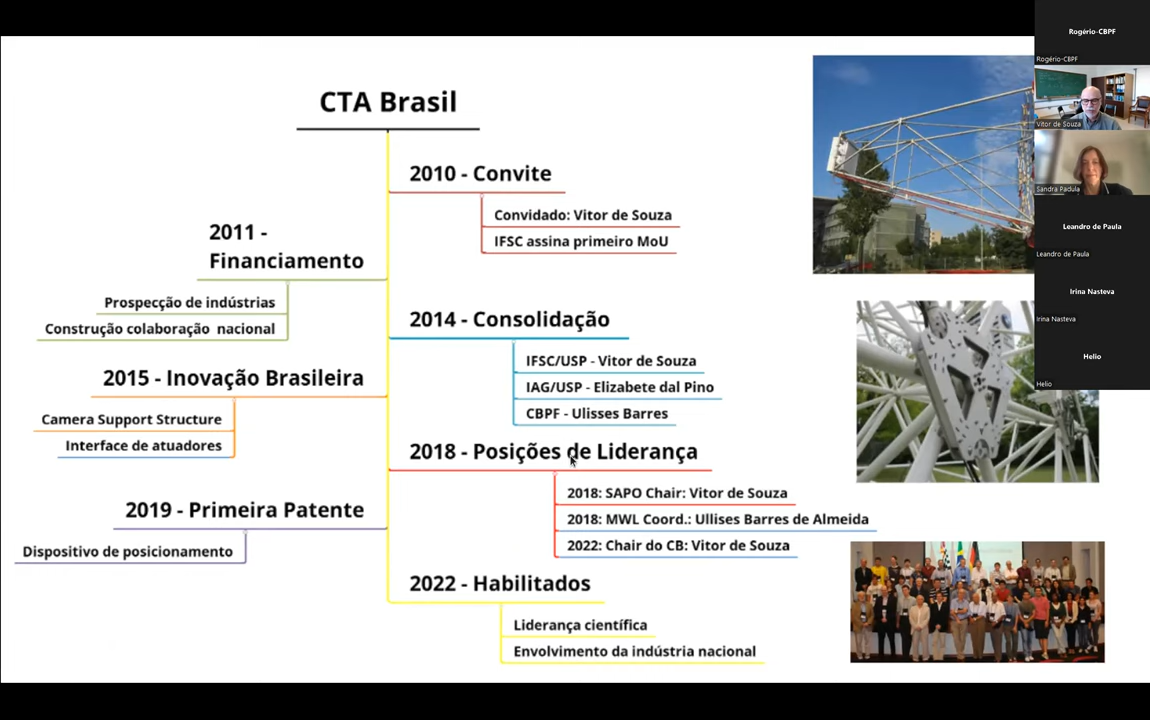 CTA Brasil
2010 - Convite
Convidado: Vitor de Souza
IFSC assina primeiro MoU
2011 -
Financiamento
Prospecção de indústrias
Construção colaboração nacional
2014 - Consolidação
IFSC/USP - Vitor de Souza
IAG/USP - Elizabete dal Pino
CBPF - Ulisses Barres
2015 - Inovação Brasileira
Camera Support Structure
Interface de atuadores
2018 - Posições de Liderança
2018: SAPO Chair: Vitor de Souza
2018: MWL Coord.: Ullises Barres de Almeida
2022: Chair do CB: Vitor de Souza
2019 - Primeira Patente
Dispositivo de posicionamento
2022 - Habilitados
Liderança científica
Envolvimento da indústria nacional
Rogério-CBPF
Rogério-CBPF
Vitor de Souza
Sandra Padula
Leandro de Paula
Leandro de Paula
Irina Nasteva
Irina Nasteva
Helio
Helio